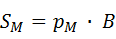 S_M = p_M · B